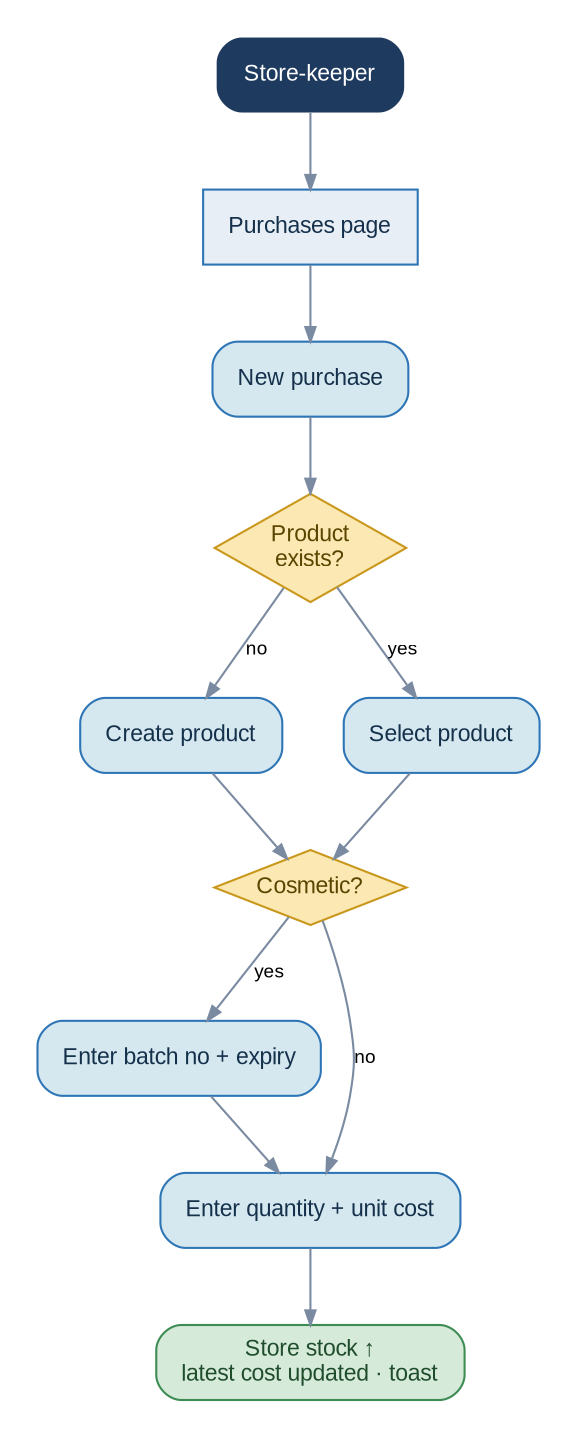 Store-keeper
Purchases page
New purchase
Product
exists?
no
yes
Create product
Select product
Cosmetic?
yes
Enter batch no + expiry
no
Enter quantity + unit cost
Store stock ↑
latest cost updated · toast